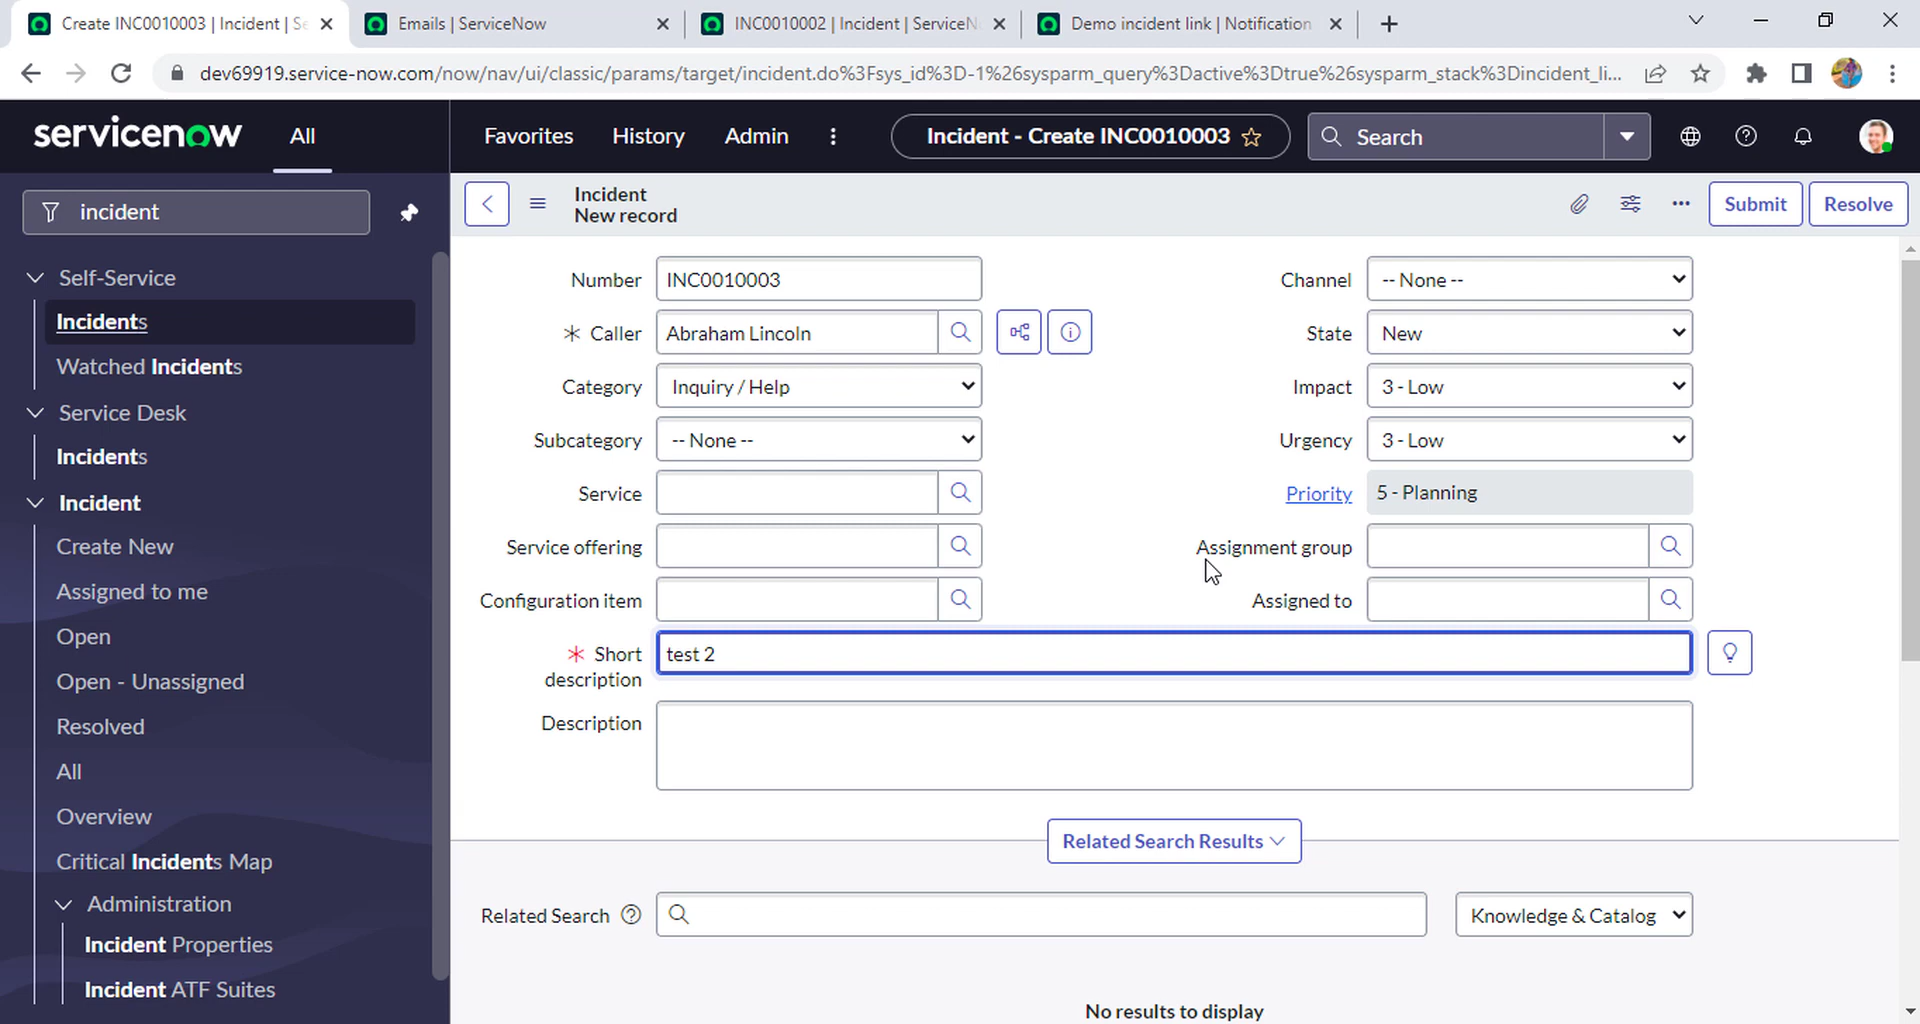 Create INC0010003 | Incident | Se
Emails | ServiceNow
INC0010002 | Incident | ServiceN
Demo incident link | Notification
dev69919.service-now.com/now/nav/ui/classic/params/target/incident.do%3Fsys_id%3D-1%26sysparm_query%3Dactive%3Dtrue%26sysparm_stack%3Dincident_li...
servicenow
All
Favorites
History
Admin
Incident - Create INC0010003
Search
incident
Incident
New record
Submit
Resolve
Self-Service
Incidents
Watched Incidents
Service Desk
Incidents
Incident
Create New
Assigned to me
Open
Open - Unassigned
Resolved
All
Overview
Critical Incidents Map
Administration
Incident Properties
Incident ATF Suites
Number INC0010003
Caller Abraham Lincoln
Category Inquiry / Help
Subcategory -- None --
Service
Service offering
Configuration item
Channel -- None --
State New
Impact 3 - Low
Urgency 3 - Low
Priority 5 - Planning
Assignment group
Assigned to
Short description test 2
Description
Related Search Results
Related Search
Knowledge & Catalog
No results to display